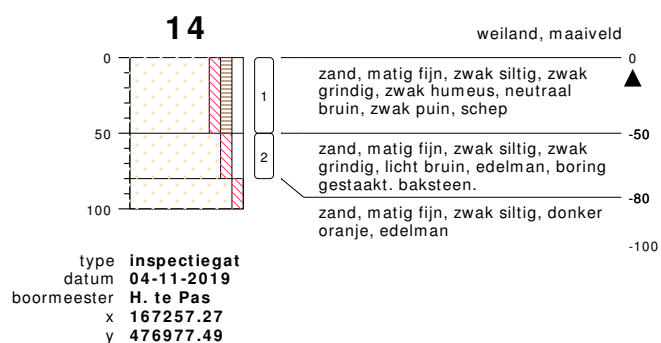 14
weiland, maaiveld
0
0
zand, matig fijn, zwak siltig, zwak
grindig, zwak humeus, neutraal
bruin, zwak puin, schep
1
50
-50
zand, matig fijn, zwak siltig, zwak
grindig, licht bruin, edelman, boring
gestaakt. baksteen.
2
-80
zand, matig fijn, zwak siltig, donker
oranje, edelman
100
-100
type inspectiegat
datum 04-11-2019
boormeester H. te Pas
x 167257.27
y 476977.49